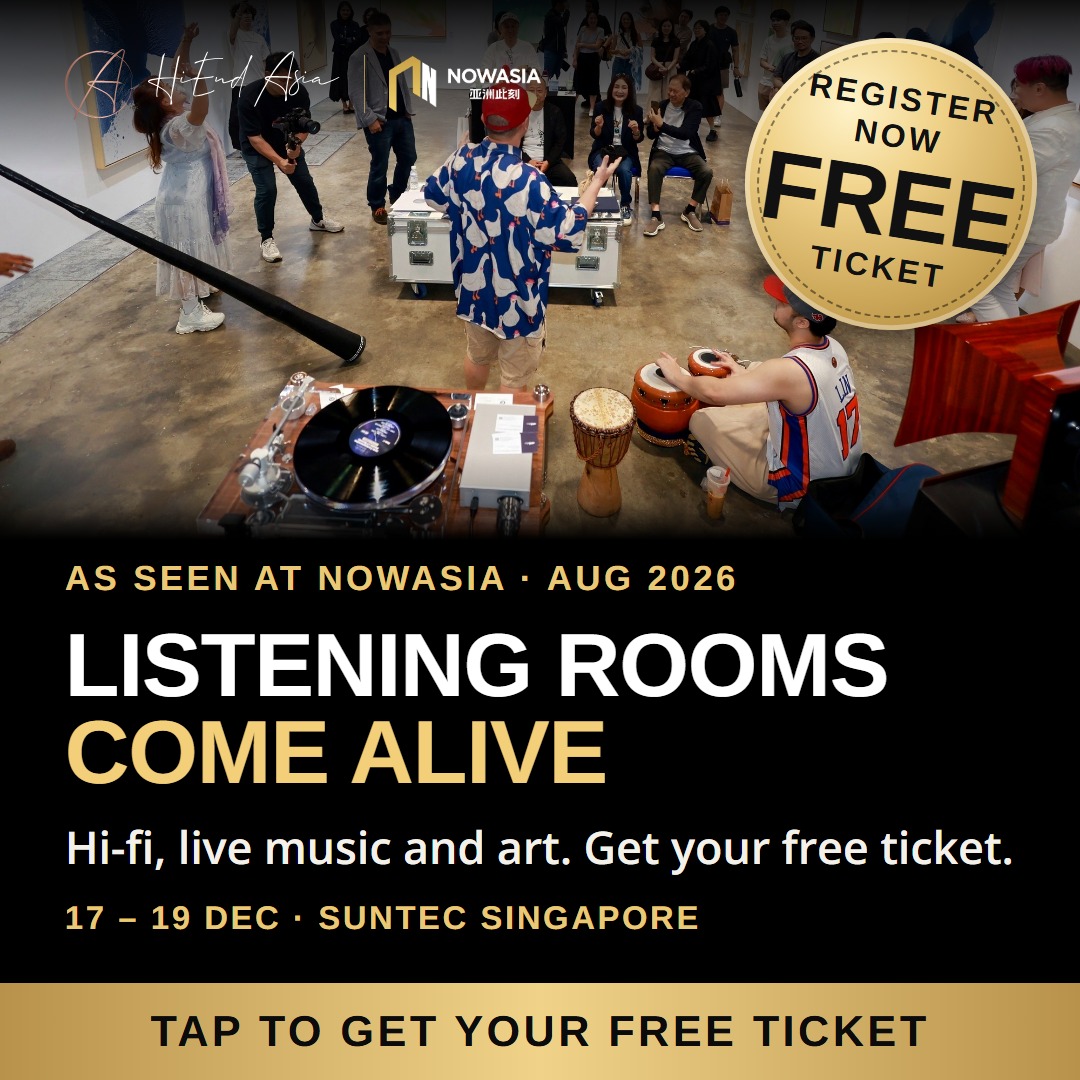 HiEnd Asia
NOWASIA
亚洲此刻
REGISTER
NOW
FREE
TICKET
LIN
17
AS SEEN AT NOWASIA · AUG 2026
LISTENING ROOMS
COME ALIVE
Hi-fi, live music and art. Get your free ticket.
17 – 19 DEC · SUNTEC SINGAPORE
TAP TO GET YOUR FREE TICKET